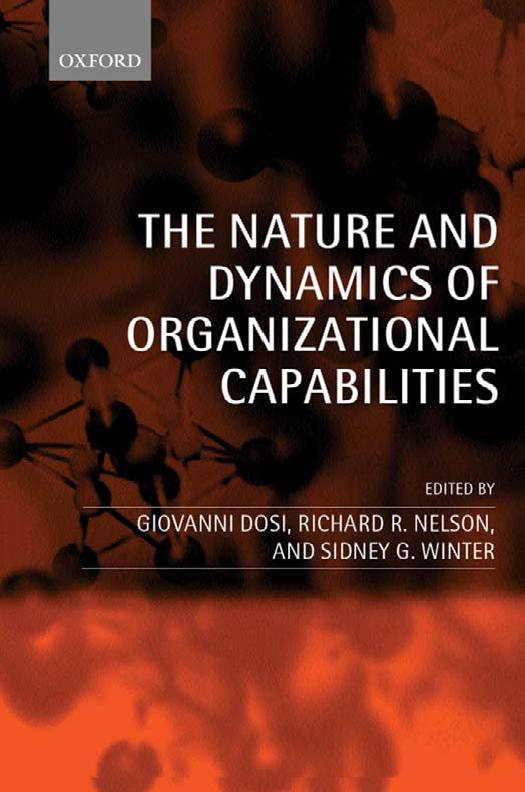 OXFORD
THE NATURE AND
DYNAMICS OF
ORGANIZATIONAL
CAPABILITIES
EDITED BY
GIOVANNI DOSI, RICHARD R. NELSON,
AND SIDNEY G. WINTER